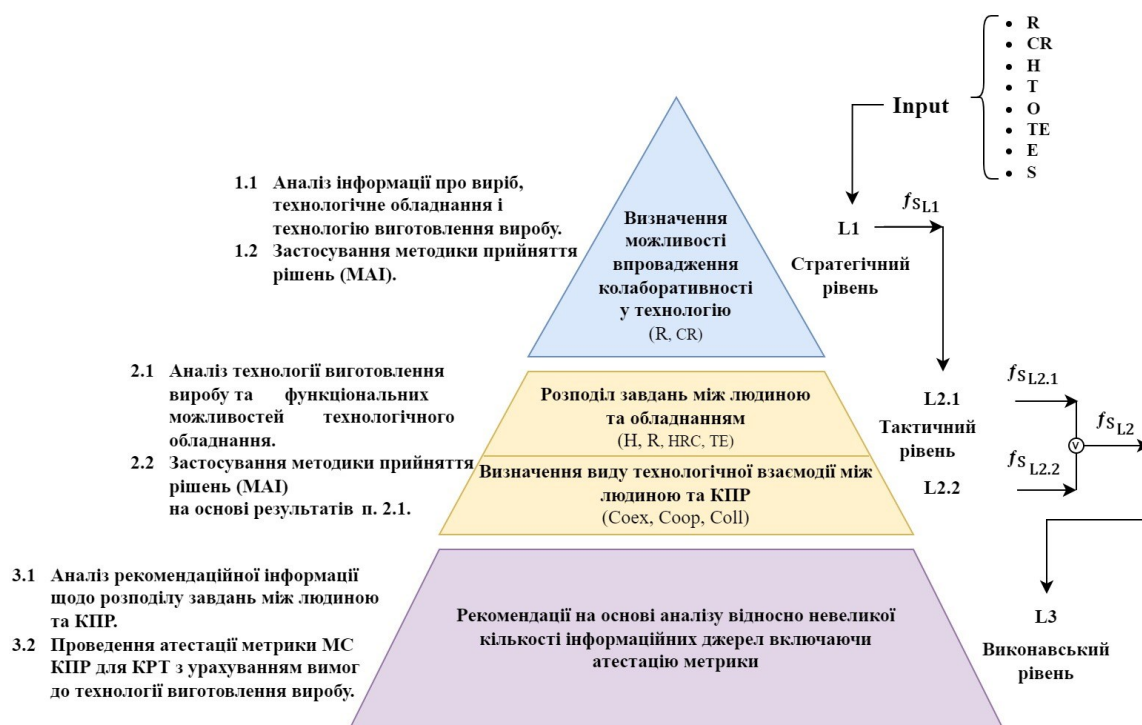 R
CR
H
T
O
TE
E
S
Input
1.1 Аналіз інформації про виріб,
технологічне обладнання і
технологію виготовлення виробу.
1.2 Застосування методики прийняття
рішень (МАІ).
Визначення
можливості
впровадження
колаборативності
у технологію
(R, CR)
f_{S_{L1}}
L1
Стратегічний
рівень
2.1 Аналіз технології виготовлення
виробу та функціональних
можливостей технологічного
обладнання.
2.2 Застосування методики прийняття
рішень (МАІ)
на основі результатів п. 2.1.
Розподіл завдань між людиною
та обладнанням
(H, R, HRC, TE)
Визначення виду технологічної взаємодії між
людиною та КПР
(Coex, Coop, Coll)
L2.1
Тактичний
рівень
L2.2
f_{S_{L2.1}}
f_{S_{L2.2}}
V
f_{S_{L2}}
3.1 Аналіз рекомендаційної інформації
щодо розподілу завдань між людиною
та КПР.
3.2 Проведення атестації метрики МС
КПР для КРТ з урахуванням вимог
до технології виготовлення виробу.
Рекомендації на основі аналізу відносно невеликої
кількості інформаційних джерел включаючи
атестацію метрики
L3
Виконавський
рівень